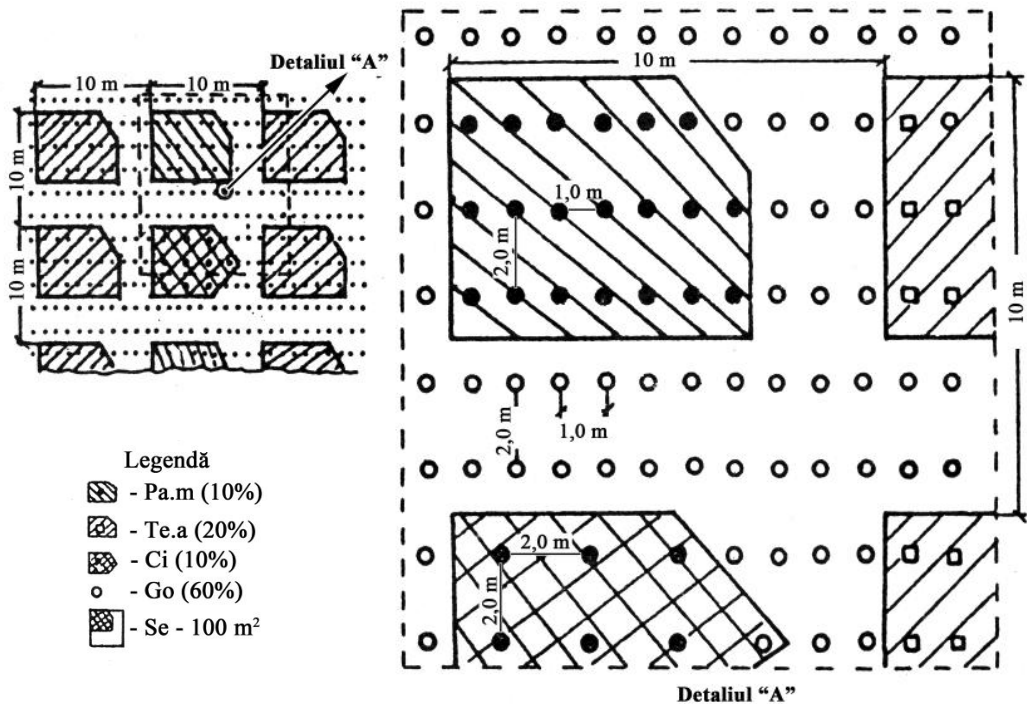 Detaliul “A”
10 m
10 m
10 m
10 m
10 m
1,0 m
2,0 m
10 m
2,0 m
1,0 m
2,0 m
2,0 m
Legendă
- Pa.m (10%)
- Te.a (20%)
- Ci (10%)
- Go (60%)
- Se - 100 m²
Detaliul “A”